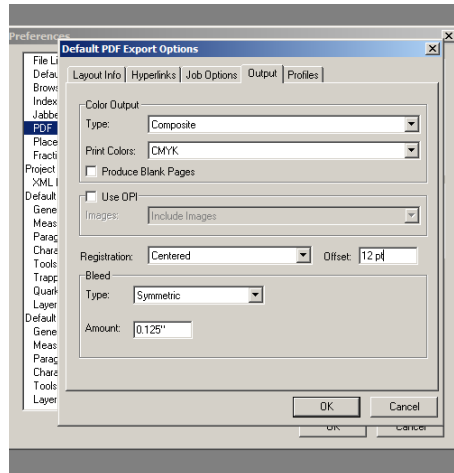 Preferences
Default PDF Export Options
Layout Info Hyperlinks Job Options Output Profiles
Color Output
Type: Composite
Print Colors: CMYK
Produce Blank Pages
Use OPI
Images: Include Images
Registration: Centered Offset: 12 pt
Bleed
Type: Symmetric
Amount: 0.125"
OK Cancel
File Li
Defau
Brows
Index
Jabbe
PDF
Place
Fracti
Project
XML I
Default
Gene
Meas
Parag
Chara
Tools
Trapp
Quark
Layer
Default
Gene
Meas
Parag
Chara
Tools
Layer
OK Cancel